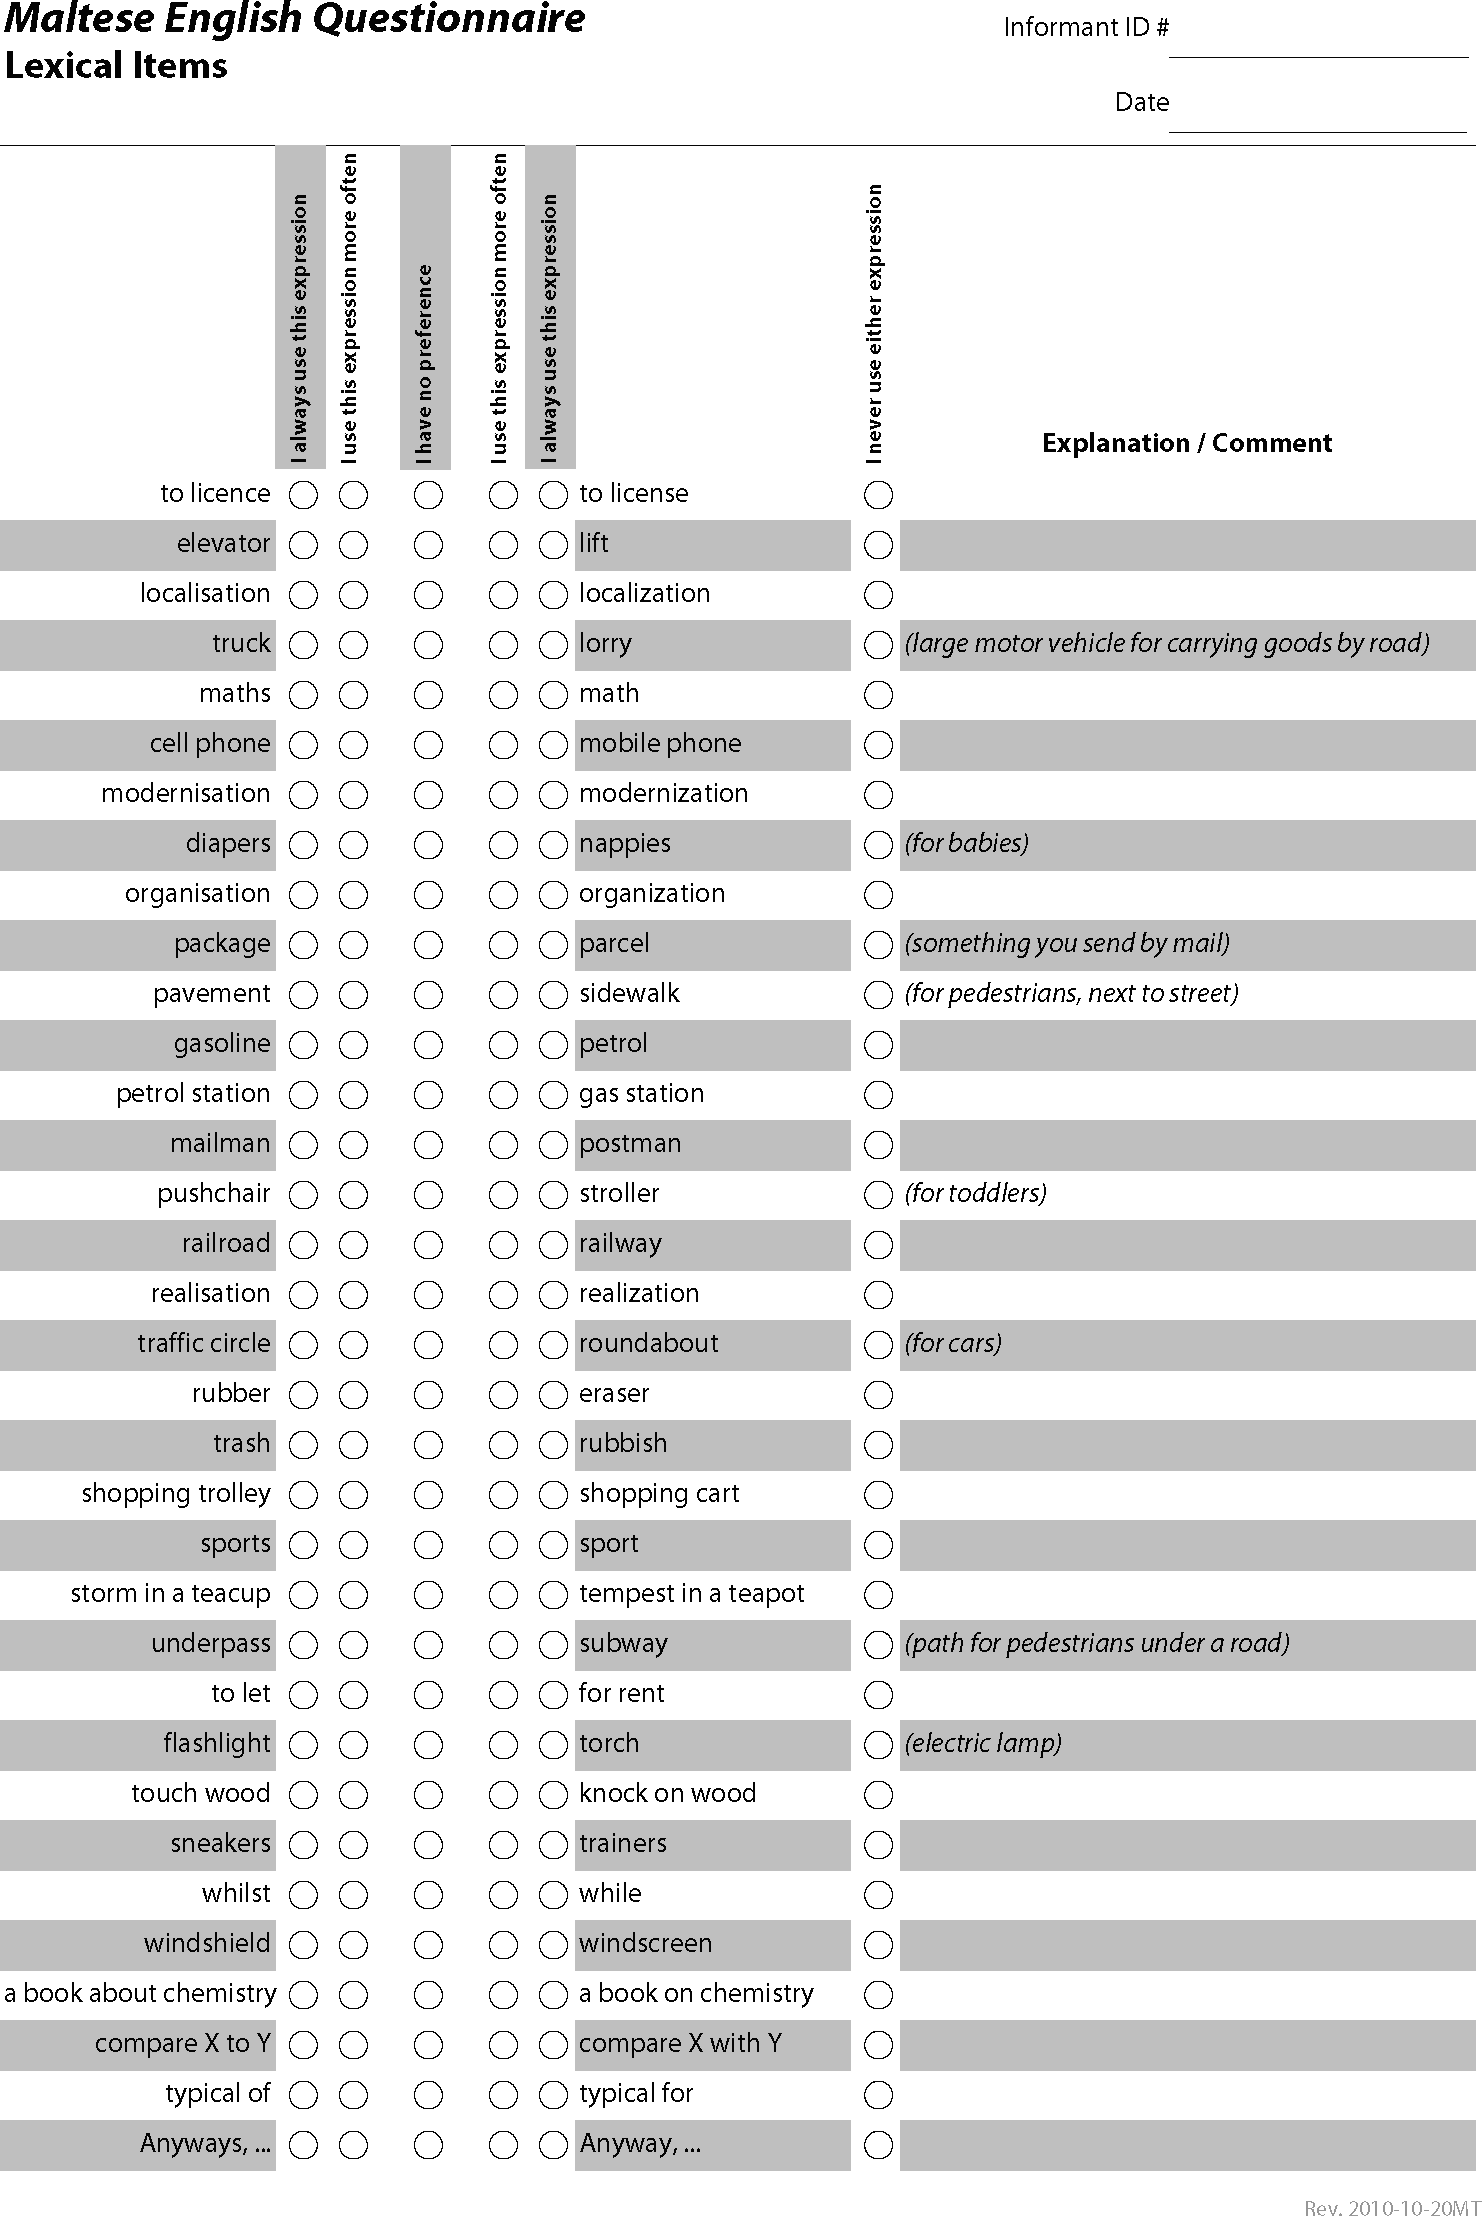 Maltese English Questionnaire
Lexical Items
Informant ID #
Date
I always use this expression
I use this expression more often
I have no preference
I use this expression more often
I always use this expression
I never use either expression
Explanation / Comment
to licence to license
elevator lift
localisation localization
truck lorry (large motor vehicle for carrying goods by road)
maths math
cell phone mobile phone
modernisation modernization
diapers nappies (for babies)
organisation organization
package parcel (something you send by mail)
pavement sidewalk (for pedestrians, next to street)
gasoline petrol
petrol station gas station
mailman postman
pushchair stroller (for toddlers)
railroad railway
realisation realization
traffic circle roundabout (for cars)
rubber eraser
trash rubbish
shopping trolley shopping cart
sports sport
storm in a teacup tempest in a teapot
underpass subway (path for pedestrians under a road)
to let for rent
flashlight torch (electric lamp)
touch wood knock on wood
sneakers trainers
whilst while
windshield windscreen
a book about chemistry a book on chemistry
compare X to Y compare X with Y
typical of typical for
Anyways, ... Anyway, ...
Rev. 2010-10-20MT